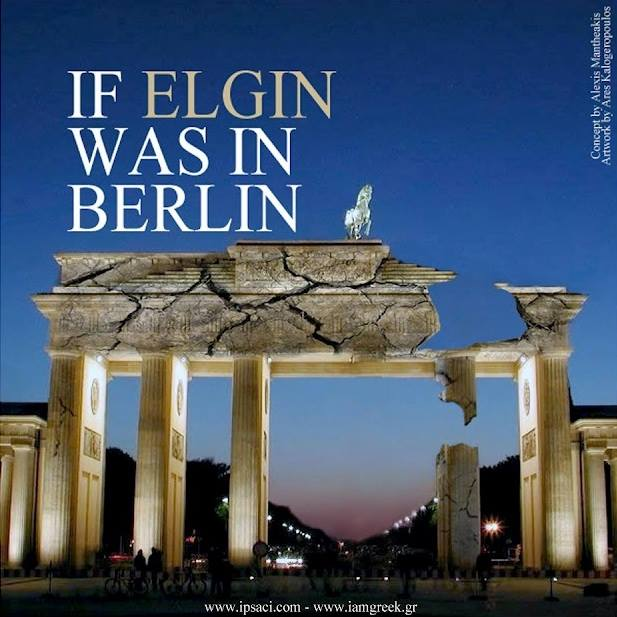 IF ELGIN
WAS IN
BERLIN
Concept by Alexis Mantheakis
Artwork by Ares Kalogeropoulos
www.ipsaci.com - www.iamgreek.gr